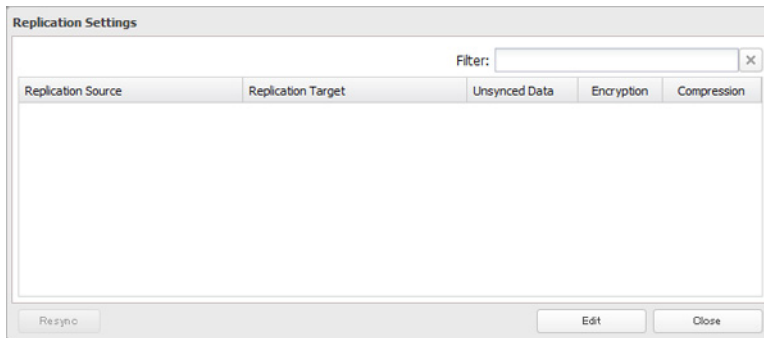 Replication Settings
Filter:
Replication Source Replication Target Unsynced Data Encryption Compression
Resync Edit Close